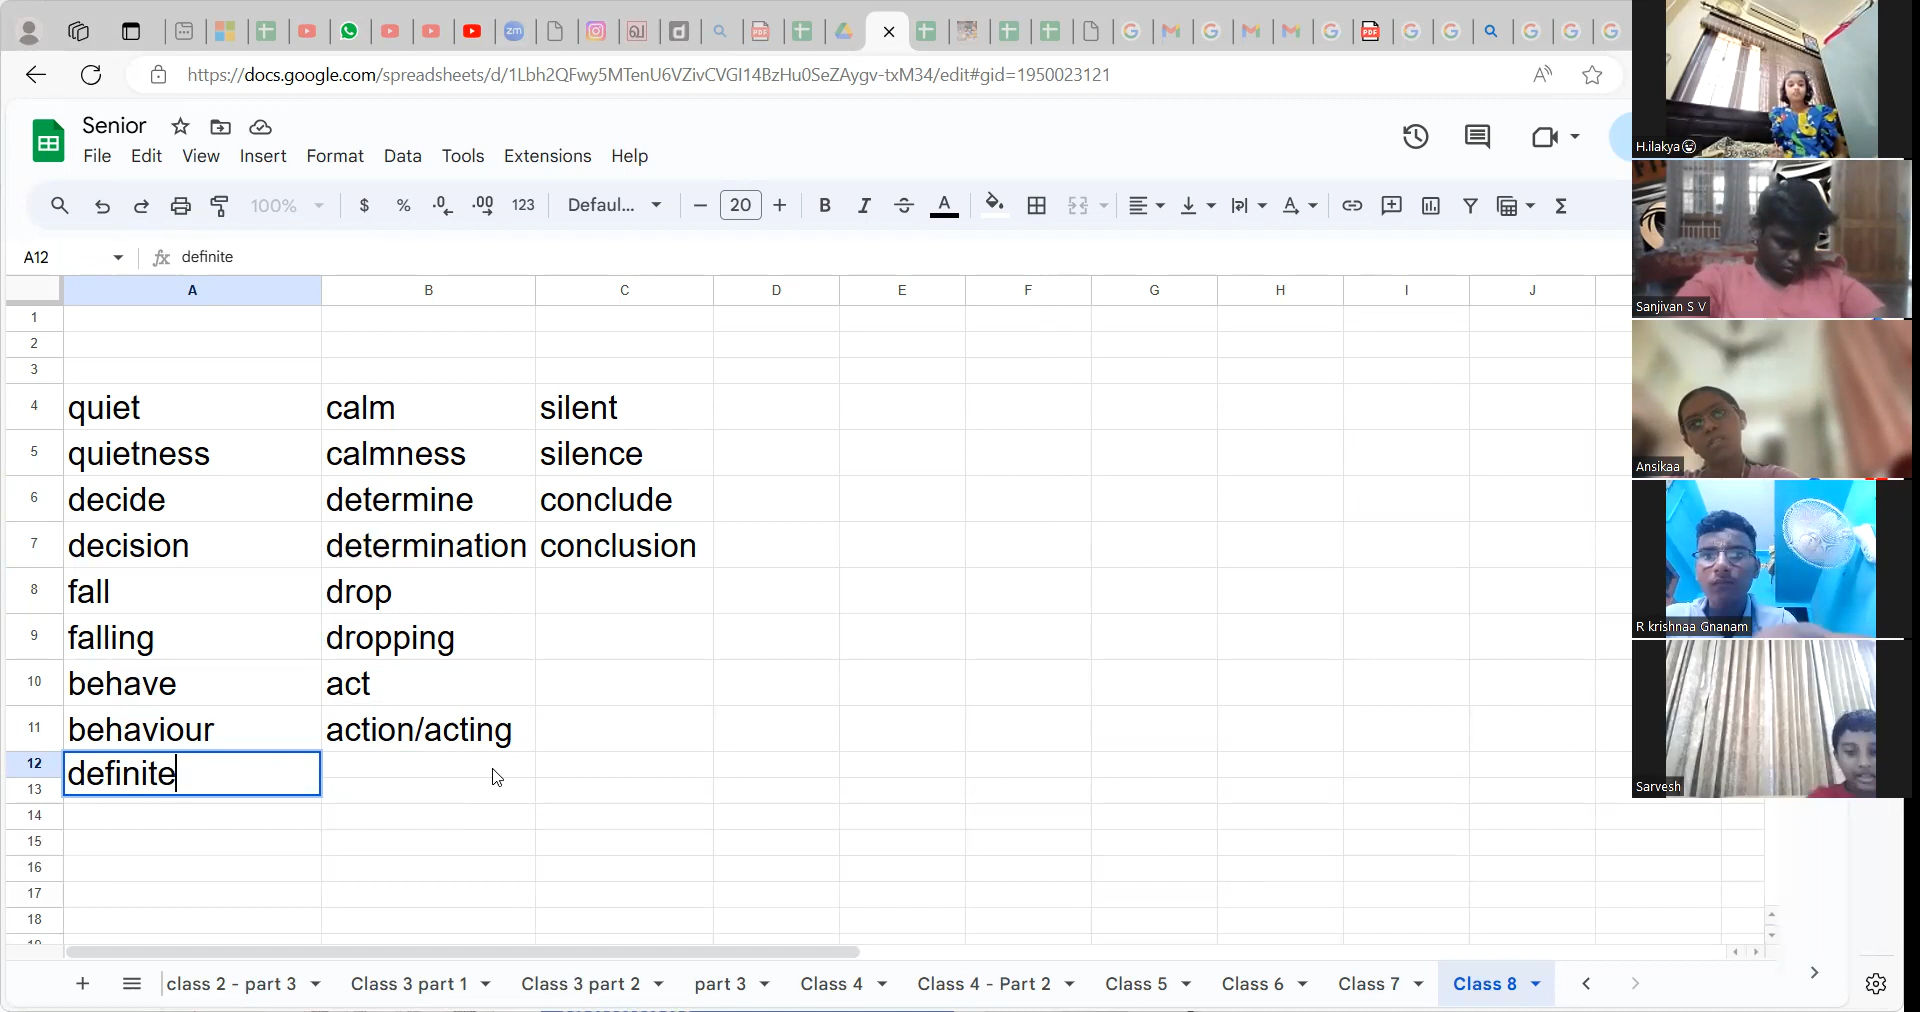 https://docs.google.com/spreadsheets/d/1Lbh2QFwy5MTenU6VZivCVGI14BzHu0SeZAygv-txM34/edit#gid=1950023121
Senior
File Edit View Insert Format Data Tools Extensions Help
100% $ % .0 .00 123 Defaul... − 20 + B I S A Σ
A12 fx definite
A B C D E F G H I J
1
2
3
4 quiet calm silent
5 quietness calmness silence
6 decide determine conclude
7 decision determination conclusion
8 fall drop
9 falling dropping
10 behave act
11 behaviour action/acting
12 definite
13
14
15
16
17
18
+ class 2 - part 3 Class 3 part 1 Class 3 part 2 part 3 Class 4 Class 4 - Part 2 Class 5 Class 6 Class 7 Class 8
H.ilakya😆
Sanjivan S V
Ansikaa
R krishnaa Gnanam
Sarvesh